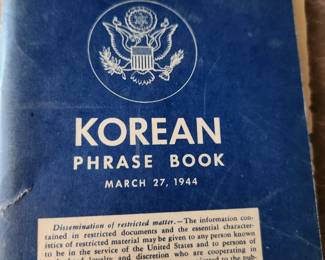 KOREAN
PHRASE BOOK
MARCH 27, 1944
Dissemination of restricted matter.—The information con-
tained in restricted documents and the essential character-
istics of restricted material may be given to any person known
to be in the service of the United States and to persons of
and discretion who are cooperating in